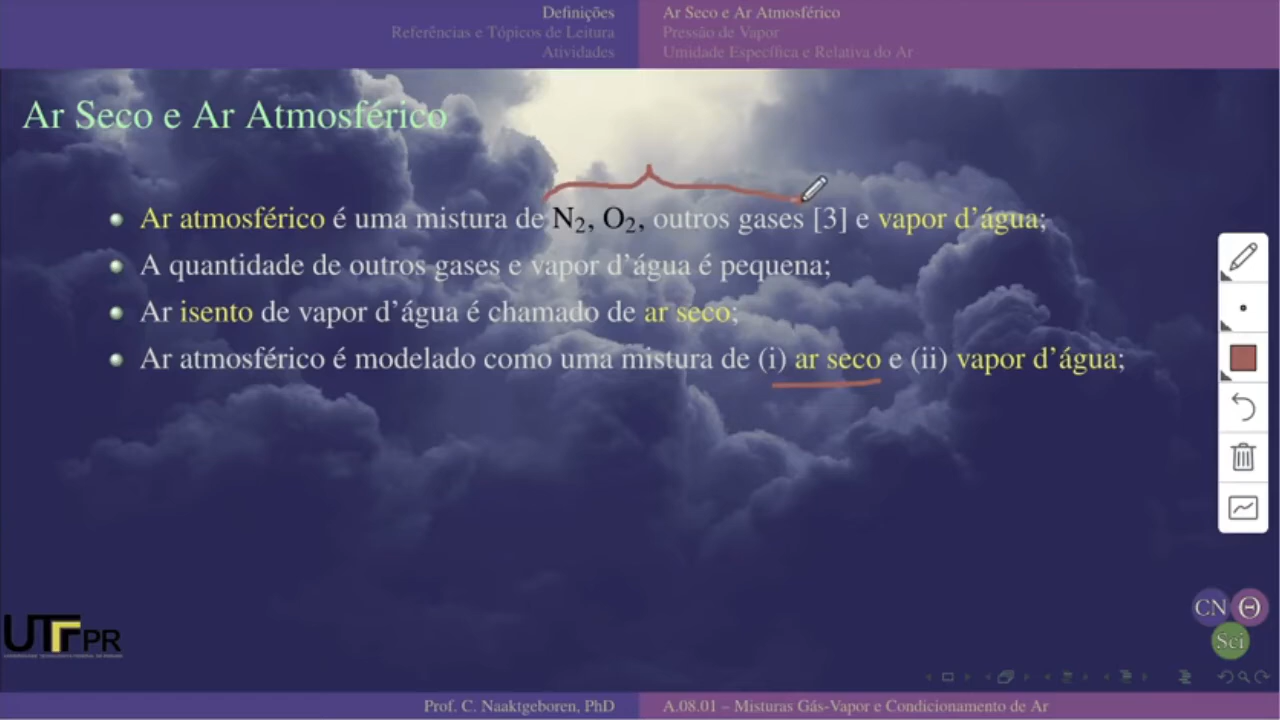 Definições
Referências e Tópicos de Leitura
Atividades
Ar Seco e Ar Atmosférico
Pressão de Vapor
Umidade Específica e Relativa do Ar
Ar Seco e Ar Atmosférico
Ar atmosférico é uma mistura de N₂, O₂, outros gases [3] e vapor d’água;
A quantidade de outros gases e vapor d’água é pequena;
Ar isento de vapor d’água é chamado de ar seco;
Ar atmosférico é modelado como uma mistura de (i) ar seco e (ii) vapor d’água;
UTFPR
CN Θ
Sci
Prof. C. Naaktgeboren, PhD
A.08.01 – Misturas Gás-Vapor e Condicionamento de Ar